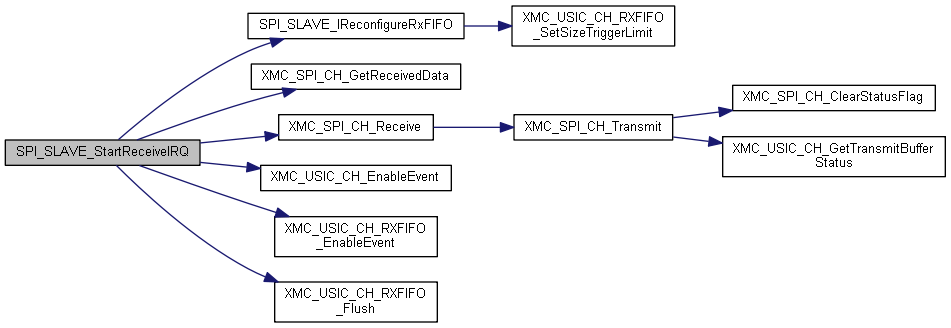 SPI_SLAVE_StartReceiveIRQ
SPI_SLAVE_lReconfigureRxFIFO
XMC_USIC_CH_RXFIFO
_SetSizeTriggerLimit
XMC_SPI_CH_GetReceivedData
XMC_SPI_CH_Receive
XMC_SPI_CH_Transmit
XMC_SPI_CH_ClearStatusFlag
XMC_USIC_CH_GetTransmitBuffer
Status
XMC_USIC_CH_EnableEvent
XMC_USIC_CH_RXFIFO
_EnableEvent
XMC_USIC_CH_RXFIFO
_Flush